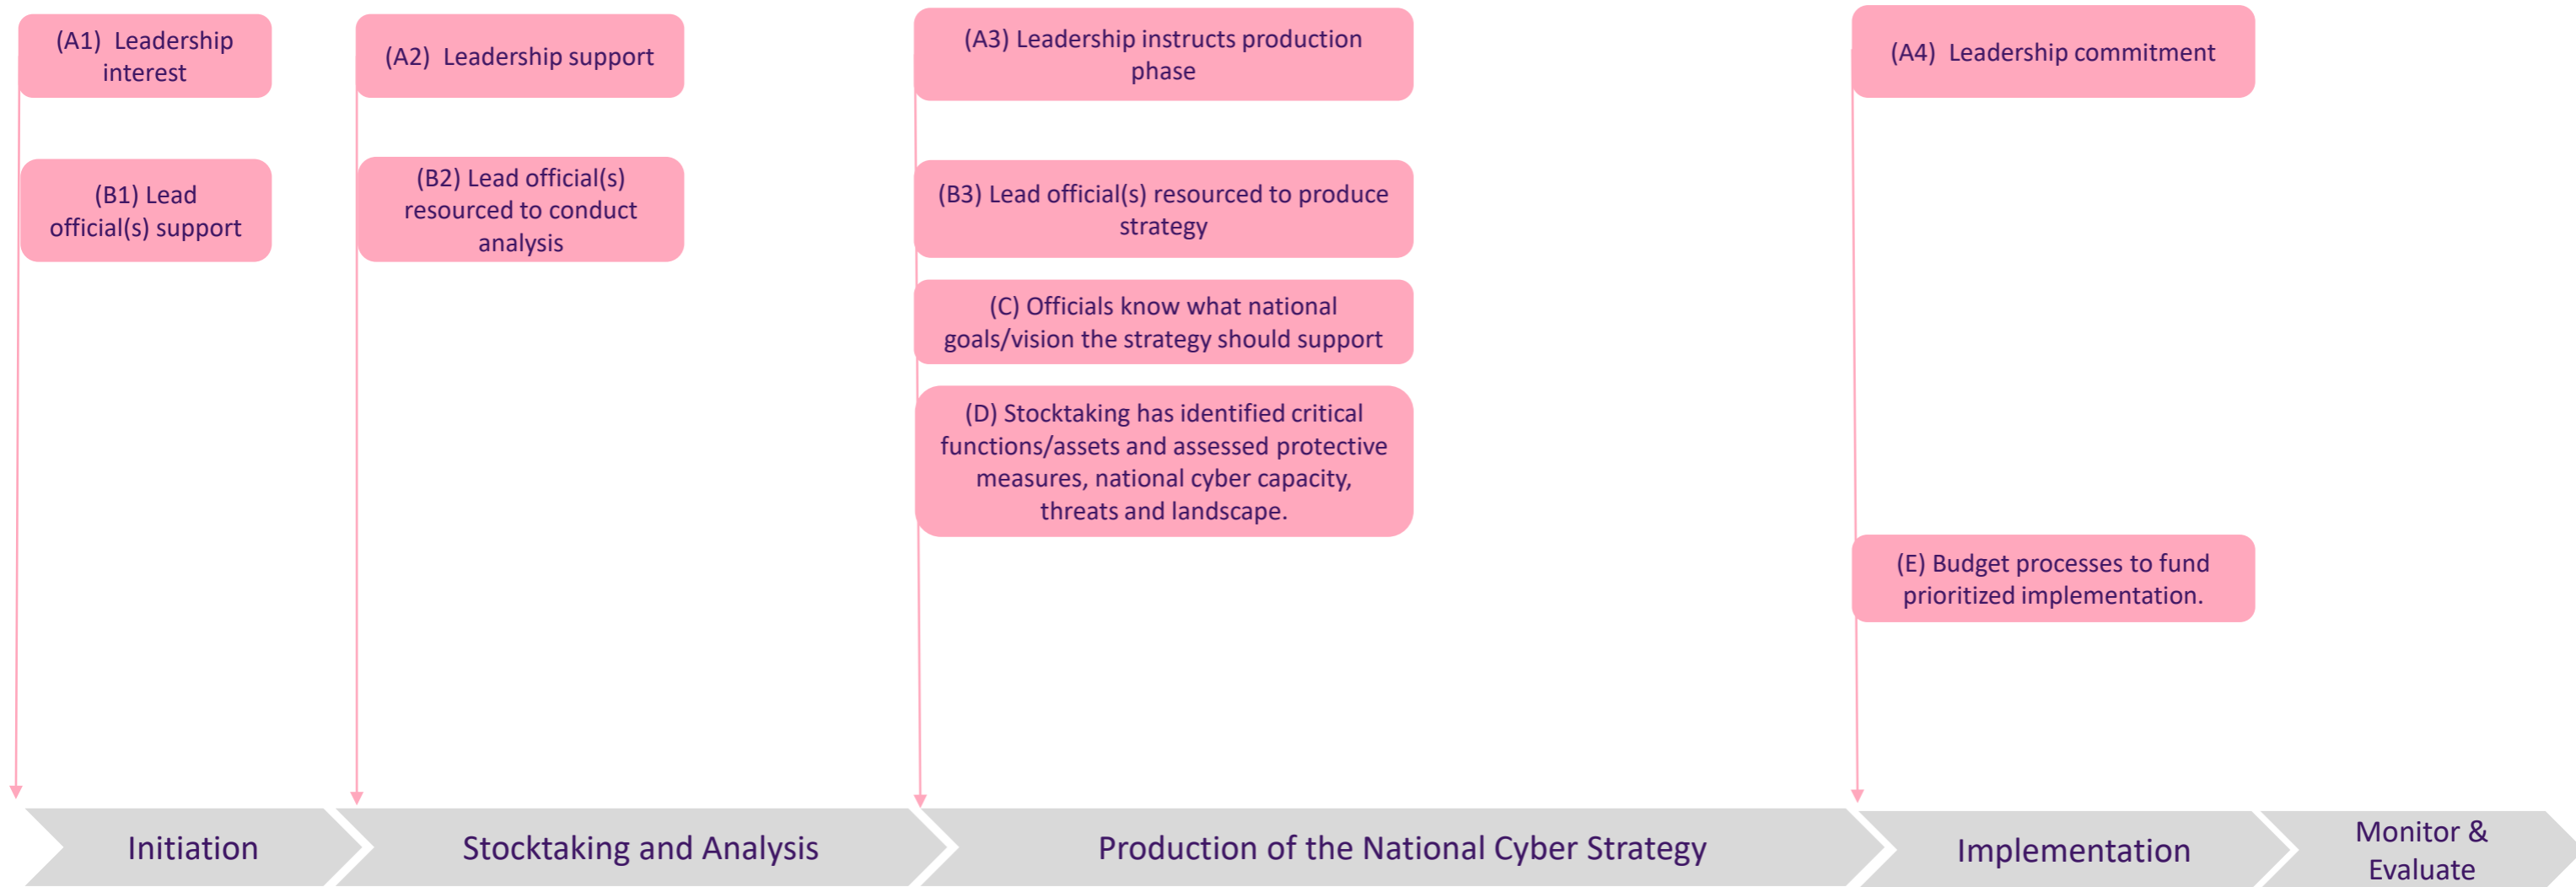 (A1)  Leadership
interest
(B1) Lead
official(s) support
(A2)  Leadership support
(B2) Lead official(s)
resourced to conduct
analysis
(A3) Leadership instructs production
phase
(B3) Lead official(s) resourced to produce
strategy
(C) Officials know what national
goals/vision the strategy should support
(D) Stocktaking has identified critical
functions/assets and assessed protective
measures, national cyber capacity,
threats and landscape.
(A4)  Leadership commitment
(E) Budget processes to fund
prioritized implementation.
Initiation
Stocktaking and Analysis
Production of the National Cyber Strategy
Implementation
Monitor &
Evaluate